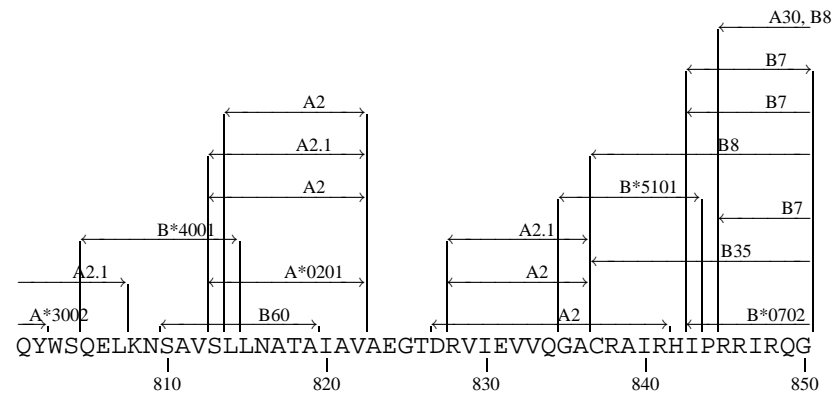 A30, B8
B7
A2 B7
A2.1 B8
A2 B*5101
B7
B*4001 A2.1
B35
A2.1 A*0201 A2
A*3002 B60 A2 B*0702
QYWSQELKNSAVSLLNATAIAVAEGTDRVIEVVQGACRAIRHIPRRIRQG
810 820 830 840 850